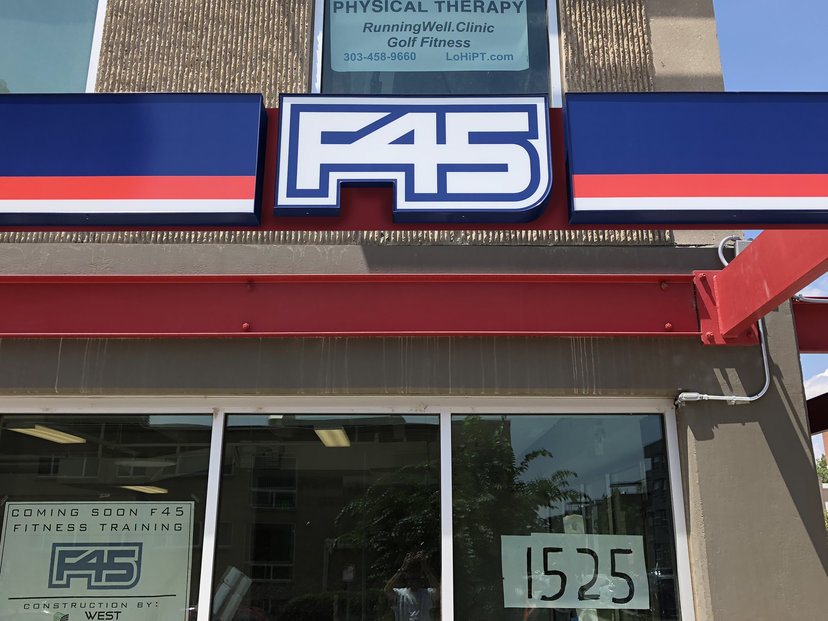 PHYSICAL THERAPY
RunningWell.Clinic
Golf Fitness
303-458-9660 LoHiPT.com
F45
COMING SOON F45
FITNESS TRAINING
F45
CONSTRUCTION BY:
WEST
1525